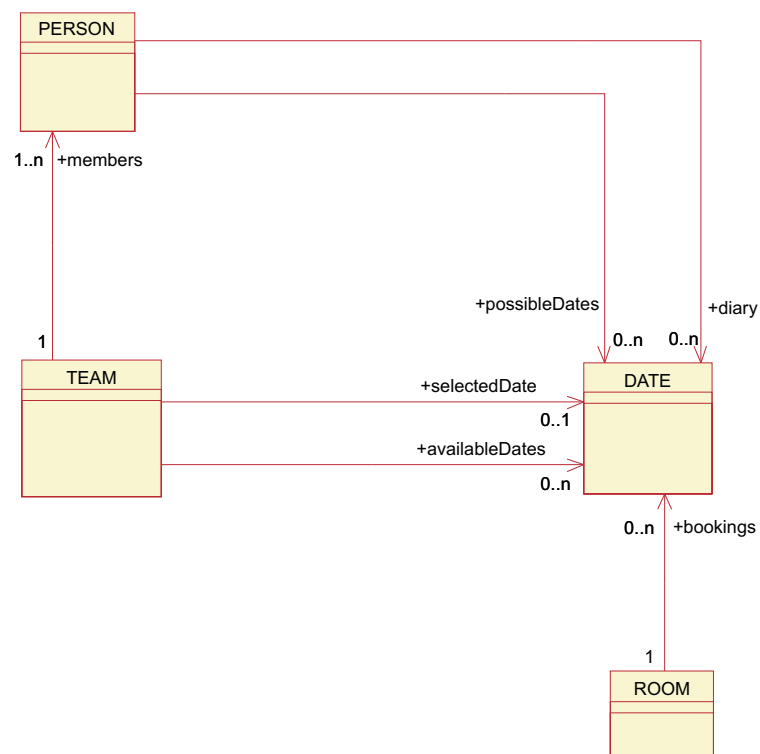 PERSON
1..n +members
+possibleDates
+diary
0..n
0..n
1
TEAM
DATE
+selectedDate
0..1
+availableDates
0..n
0..n +bookings
1
ROOM